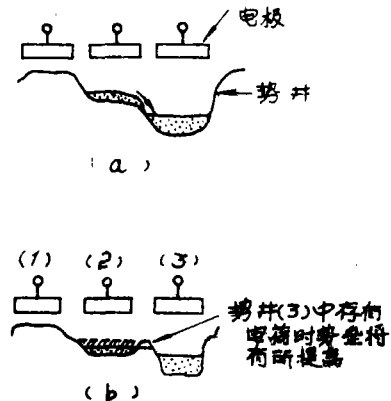 电极
势井
(a)
(1) (2) (3)
势井(3)中存有
电荷时势垒将
有所提高
(b)